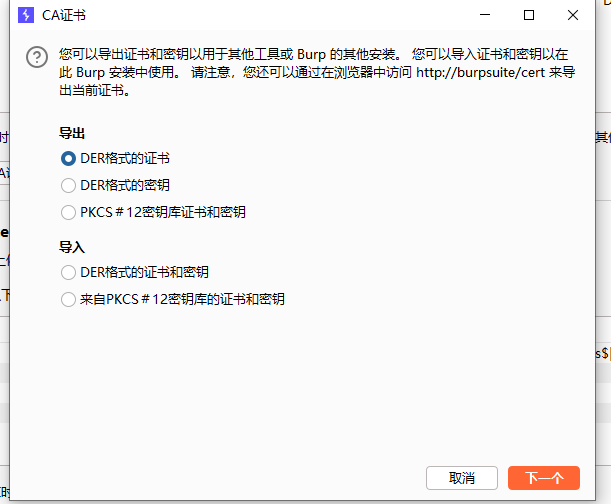 CA证书
您可以导出证书和密钥以用于其他工具或 Burp 的其他安装。 您可以导入证书和密钥以在
此 Burp 安装中使用。 请注意，您还可以通过在浏览器中访问 http://burpsuite/cert 来导
出当前证书。
导出
DER格式的证书
DER格式的密钥
PKCS＃12密钥库证书和密钥
导入
DER格式的证书和密钥
来自PKCS＃12密钥库的证书和密钥
取消
下一个